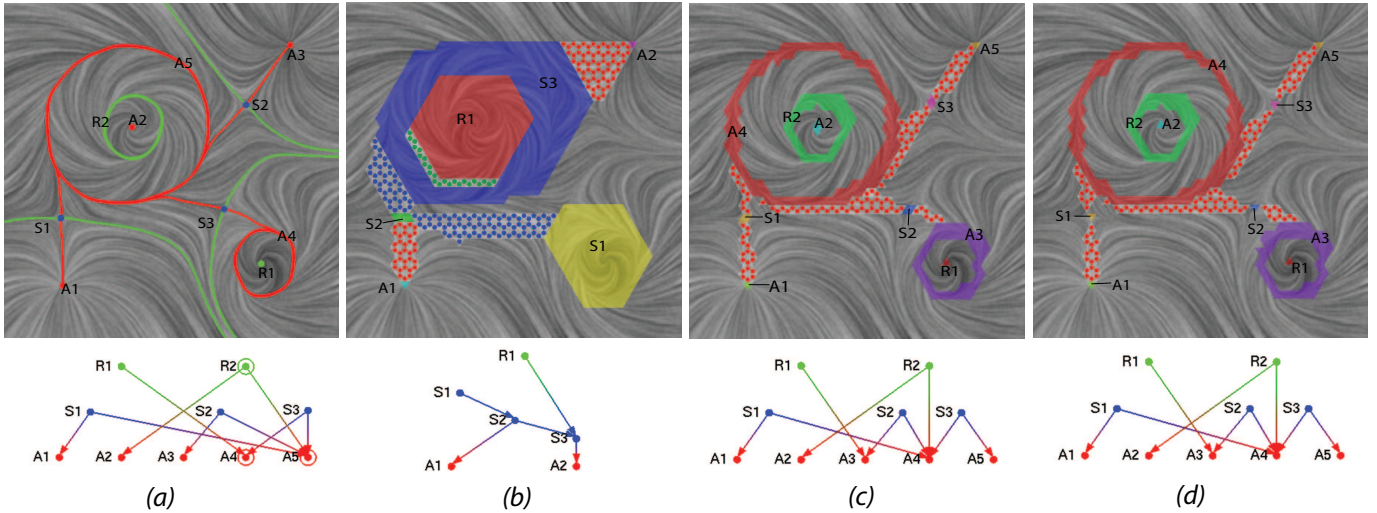 A3
A5
S2
R2
A2
S1
S3
A4
R1
A1
A2
S3
R1
S2
S1
A1
A5
S3
R2
A2
A4
S1
S2
A3
R1
A1
A5
A4
S3
R2
A2
S1
S2
A3
R1
A1
R1 R2
S1 S2 S3
A1 A2 A3 A4 A5
R1
S1
S2
S3
A1 A2
R1 R2
S1 S2 S3
A1 A2 A3 A4 A5
R1 R2
S1 S2 S3
A1 A2 A3 A4 A5
(a) (b) (c) (d)